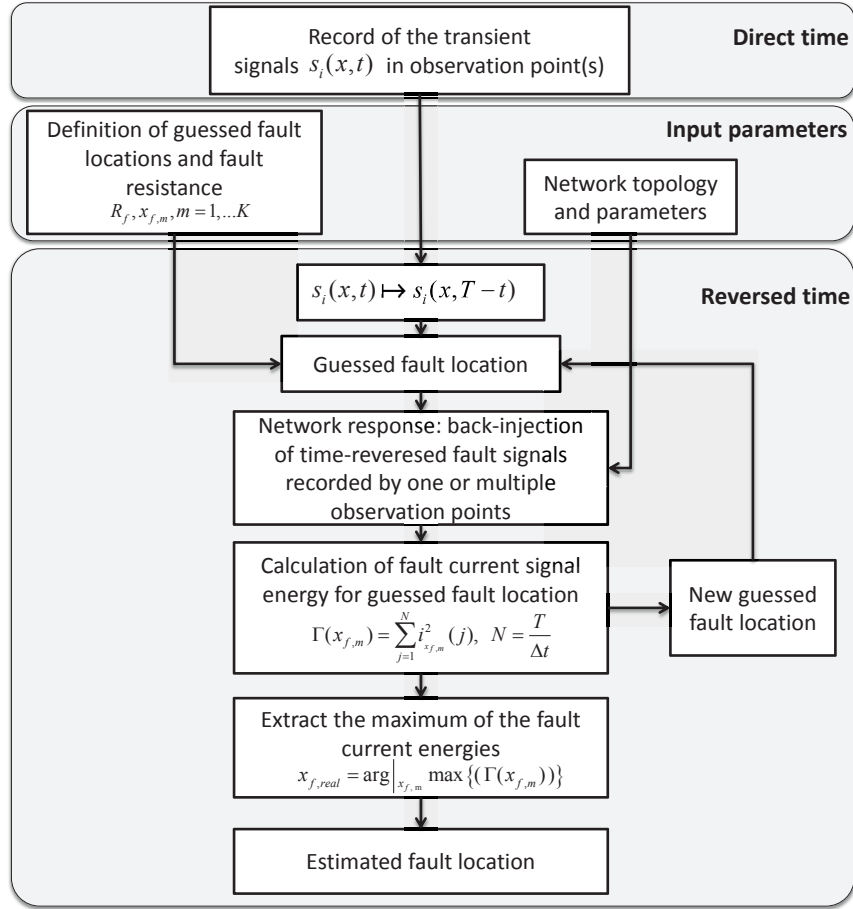 Direct time
Record of the transient
signals s_i(x,t) in observation point(s)
Input parameters
Definition of guessed fault
locations and fault
resistance
R_f, x_{f,m}, m = 1,...K
Network topology
and parameters
Reversed time
s_i(x,t) ↦ s_i(x,T − t)
Guessed fault location
Network response: back-injection
of time-reveresed fault signals
recorded by one or multiple
observation points
Calculation of fault current signal
energy for guessed fault location
Γ(x_{f,m}) = ∑_{j=1}^{N} i²_{x_{f,m}}(j), N = T/Δt
New guessed
fault location
Extract the maximum of the fault
current energies
x_{f,real} = arg|_{x_{f,m}} max{(Γ(x_{f,m}))}
Estimated fault location